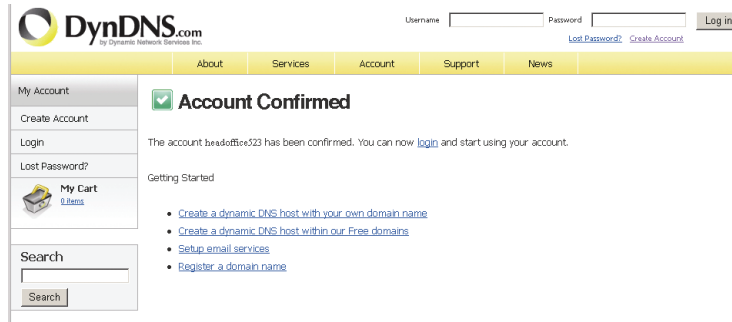 DynDNS.com
by Dynamic Network Services Inc.
Username Password Log in
Lost Password? Create Account
About Services Account Support News
My Account
Create Account
Login
Lost Password?
My Cart
0 items
Search
Search
Account Confirmed
The account headoffice523 has been confirmed. You can now login and start using your account.
Getting Started
Create a dynamic DNS host with your own domain name
Create a dynamic DNS host within our Free domains
Setup email services
Register a domain name